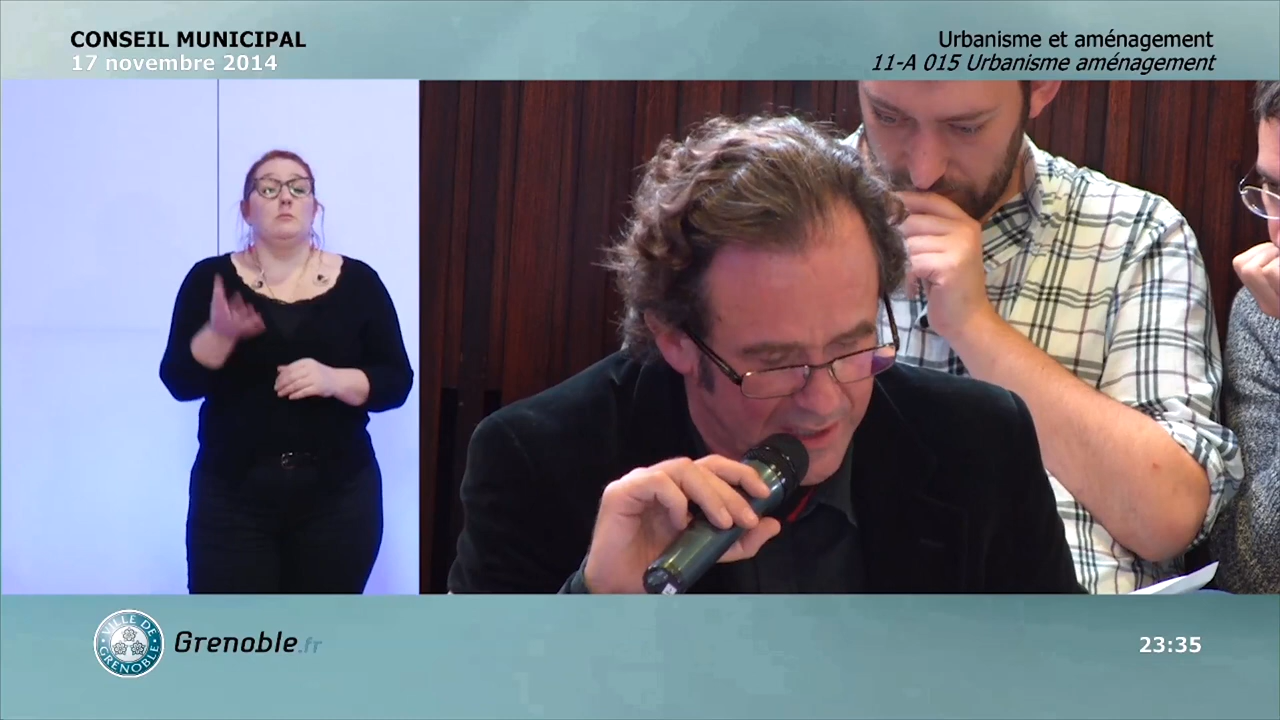 CONSEIL MUNICIPAL
17 novembre 2014
Urbanisme et aménagement
11-A 015 Urbanisme aménagement
VILLE DE GRENOBLE
Grenoble.fr
23:35